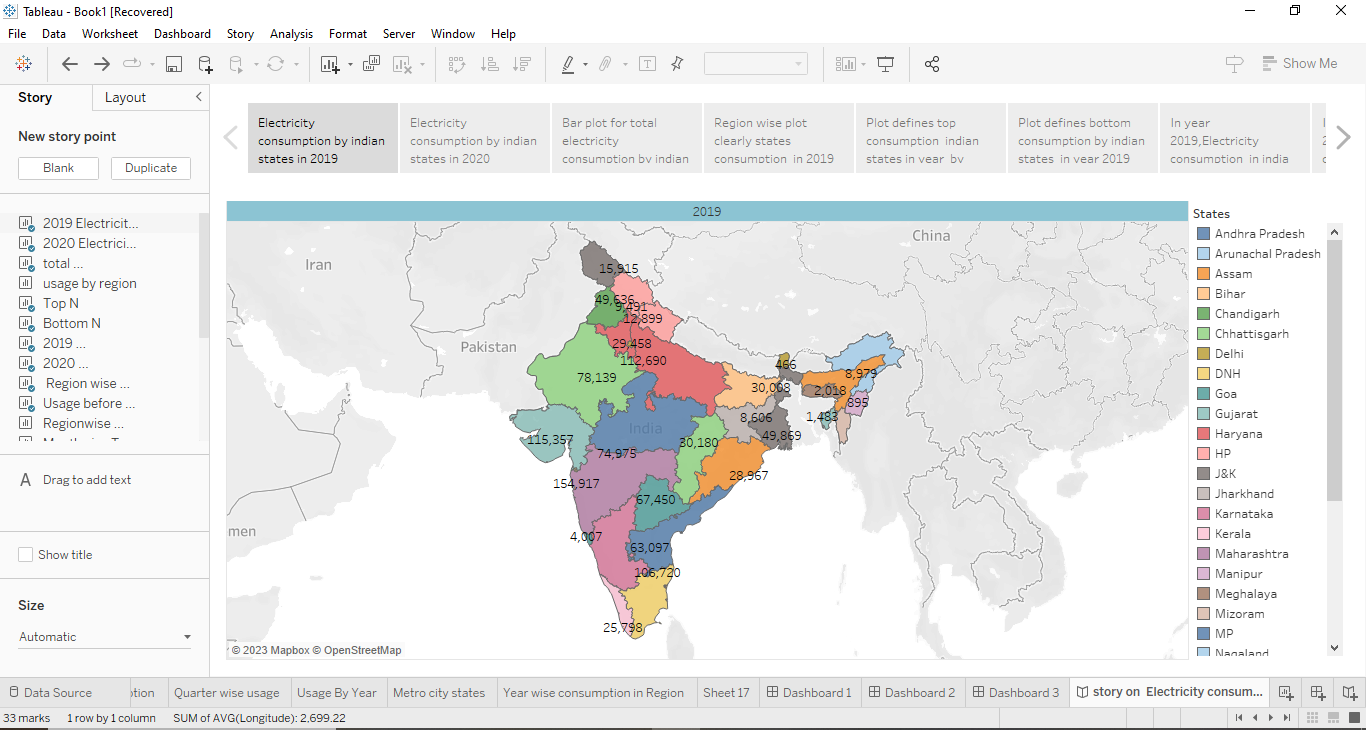 Tableau - Book1 [Recovered]
File Data Worksheet Dashboard Story Analysis Format Server Window Help
Show Me
Story
Layout
New story point
Blank
Duplicate
2019 Electricit...
2020 Electrici...
total ...
usage by region
Top N
Bottom N
2019 ...
2020 ...
Region wise ...
Usage before ...
Regionwise ...
A Drag to add text
Show title
Size
Automatic
Electricity
consumption by indian
states in 2019
Electricity
consumption by indian
states in 2020
Bar plot for total
electricity
consumption by indian
Region wise plot
clearly states
consumption in 2019
Plot defines top
consumption indian
states in year by
Plot defines bottom
consumption by indian
states in year 2019
In year
2019,Electricity
consumption in india
2019
China
Iran
Pakistan
India
men
15,915
49,636
9,491
12,899
29,458
112,690
78,139
466
8,979
30,008
2,018
895
1,483
8,606
49,869
115,357
30,180
74,975
28,967
154,917
67,450
4,007
63,097
106,720
25,798
© 2023 Mapbox © OpenStreetMap
States
Andhra Pradesh
Arunachal Pradesh
Assam
Bihar
Chandigarh
Chhattisgarh
Delhi
DNH
Goa
Gujarat
Haryana
HP
J&K
Jharkhand
Karnataka
Kerala
Maharashtra
Manipur
Meghalaya
Mizoram
MP
Nagaland
Data Source
tion
Quarter wise usage
Usage By Year
Metro city states
Year wise consumption in Region
Sheet 17
Dashboard 1
Dashboard 2
Dashboard 3
story on Electricity consum...
33 marks 1 row by 1 column SUM of AVG(Longitude): 2,699.22